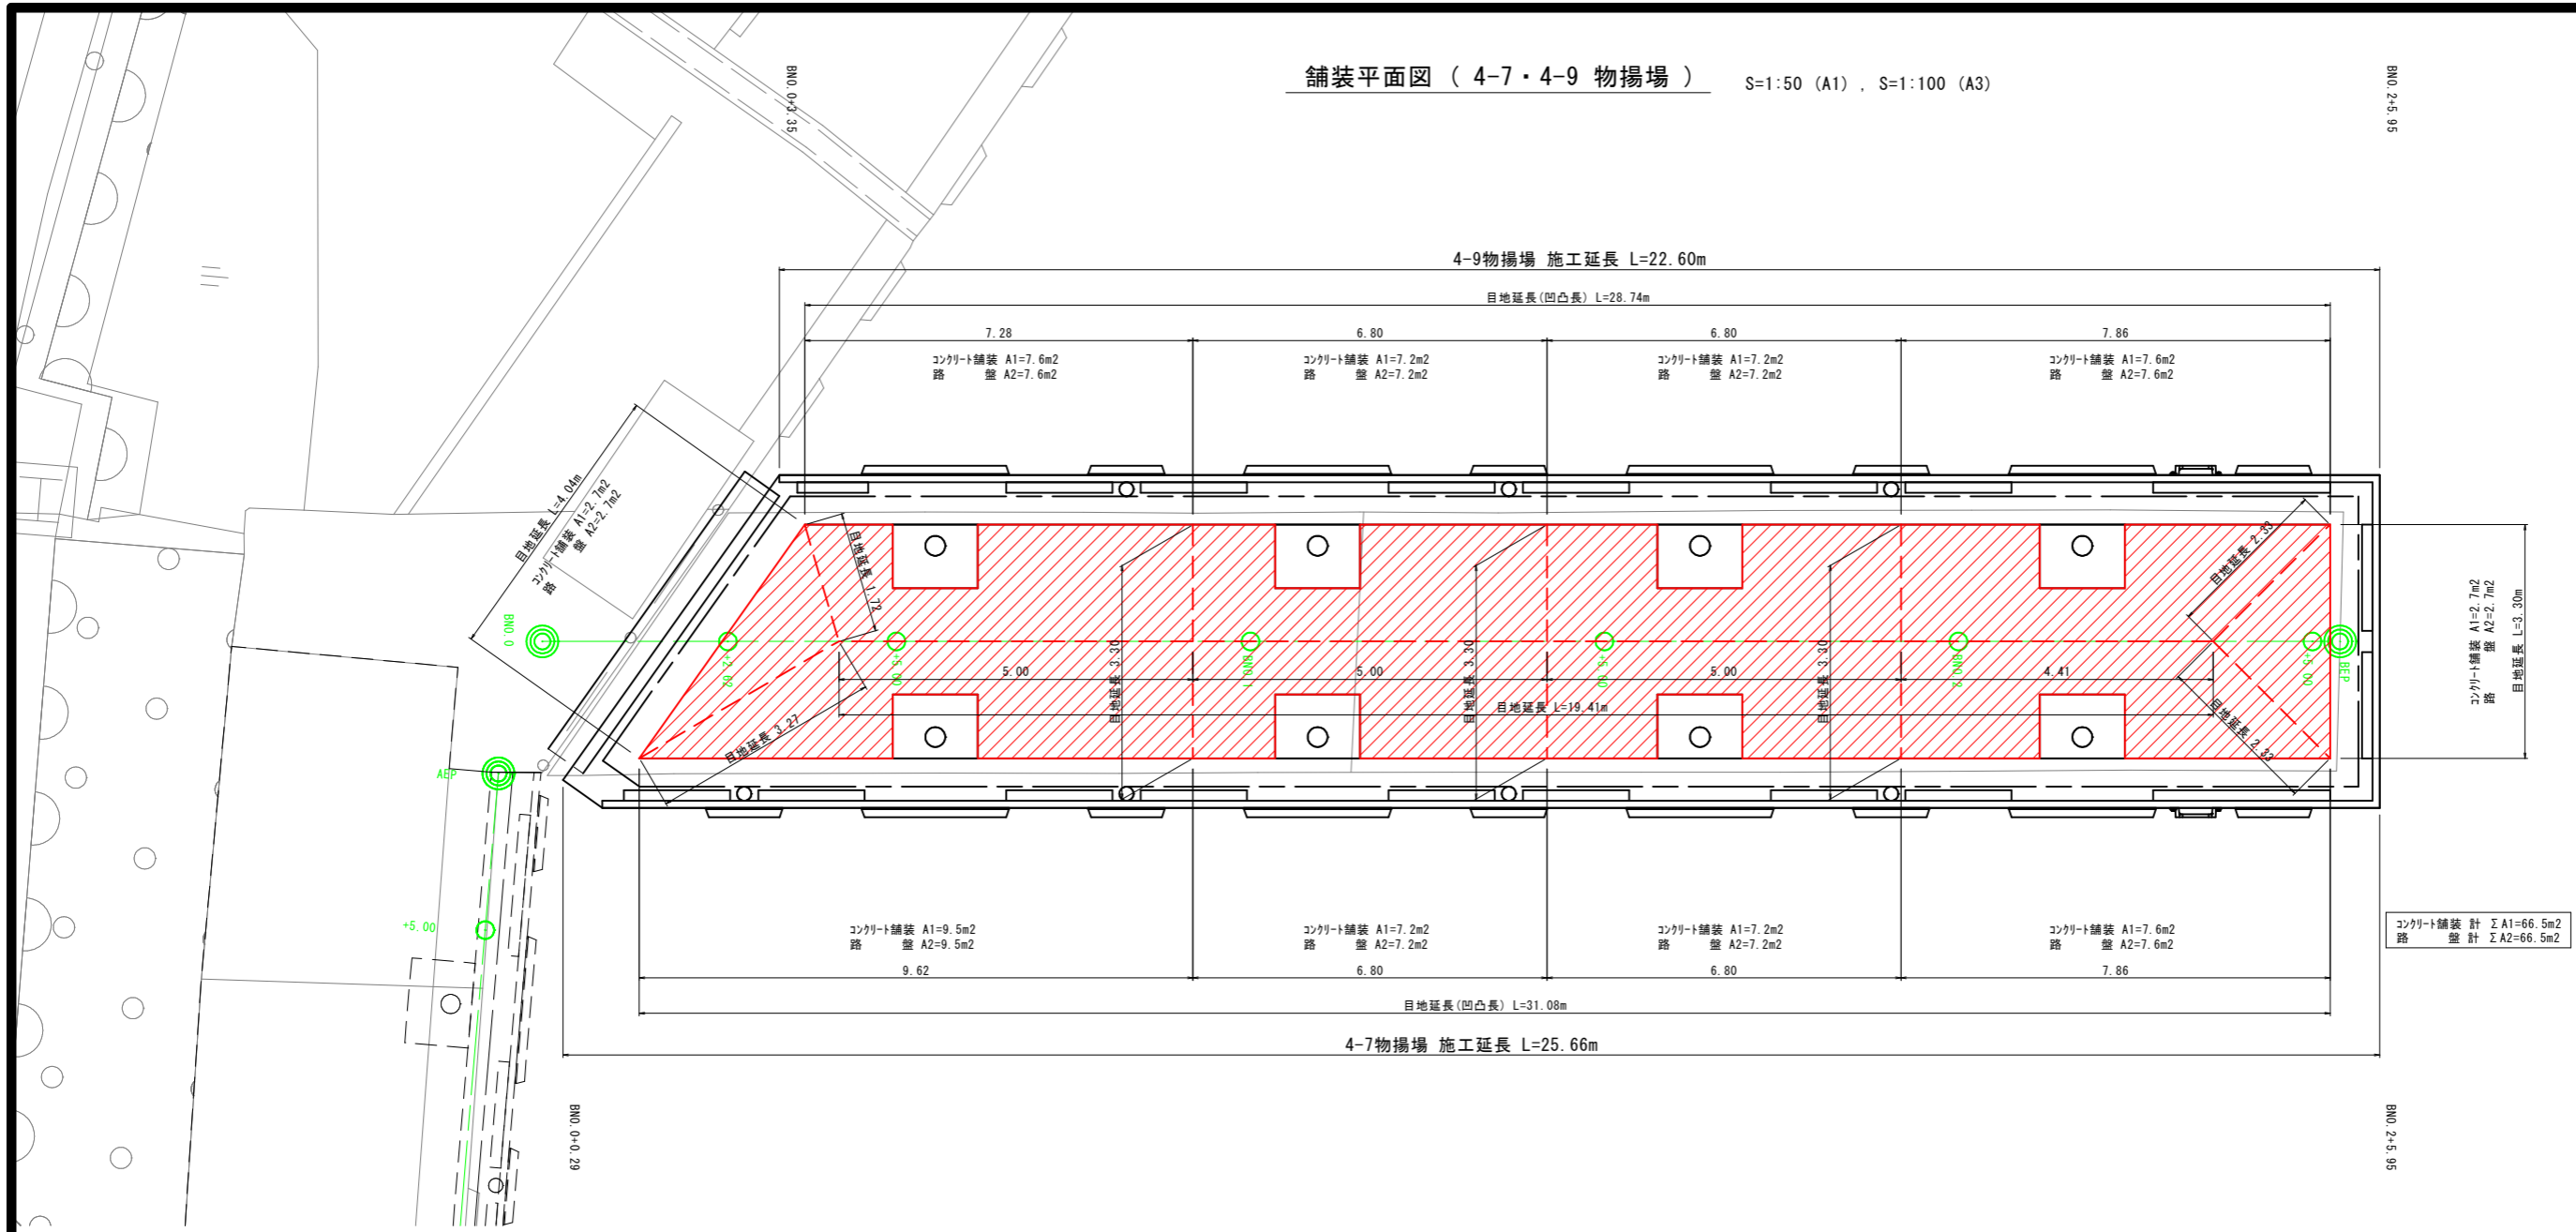 舗装平面図 ( 4-7・4-9 物揚場 )
S=1:50 (A1) , S=1:100 (A3)
BNO.0+3.35
BNO.2+5.95
4-9物揚場 施工延長 L=22.60m
目地延長(凹凸長) L=28.74m
7.28
6.80
6.80
7.86
コンクリート舗装 A1=7.6m2
路 盤 A2=7.6m2
コンクリート舗装 A1=7.2m2
路 盤 A2=7.2m2
コンクリート舗装 A1=7.2m2
路 盤 A2=7.2m2
コンクリート舗装 A1=7.6m2
路 盤 A2=7.6m2
目地延長 L=4.04m
コンクリート舗装 A1=2.7m2
路 盤 A2=2.7m2
目地延長 1.72
目地延長 2.33
BNO.0
+2.62
+5.00
BNO.1
+5.00
BNO.2
+5.00
BEP
目地延長 3.30
目地延長 3.30
目地延長 3.30
5.00
5.00
5.00
4.41
目地延長 L=19.41m
目地延長 3.27
目地延長 2.33
コンクリート舗装 A1=2.7m2
路 盤 A2=2.7m2
目地延長 L=3.30m
AEP
+5.00
コンクリート舗装 A1=9.5m2
路 盤 A2=9.5m2
コンクリート舗装 A1=7.2m2
路 盤 A2=7.2m2
コンクリート舗装 A1=7.2m2
路 盤 A2=7.2m2
コンクリート舗装 A1=7.6m2
路 盤 A2=7.6m2
コンクリート舗装 計 ΣA1=66.5m2
路 盤 計 ΣA2=66.5m2
9.62
6.80
6.80
7.86
目地延長(凹凸長) L=31.08m
4-7物揚場 施工延長 L=25.66m
BNO.0+0.29
BNO.2+5.95